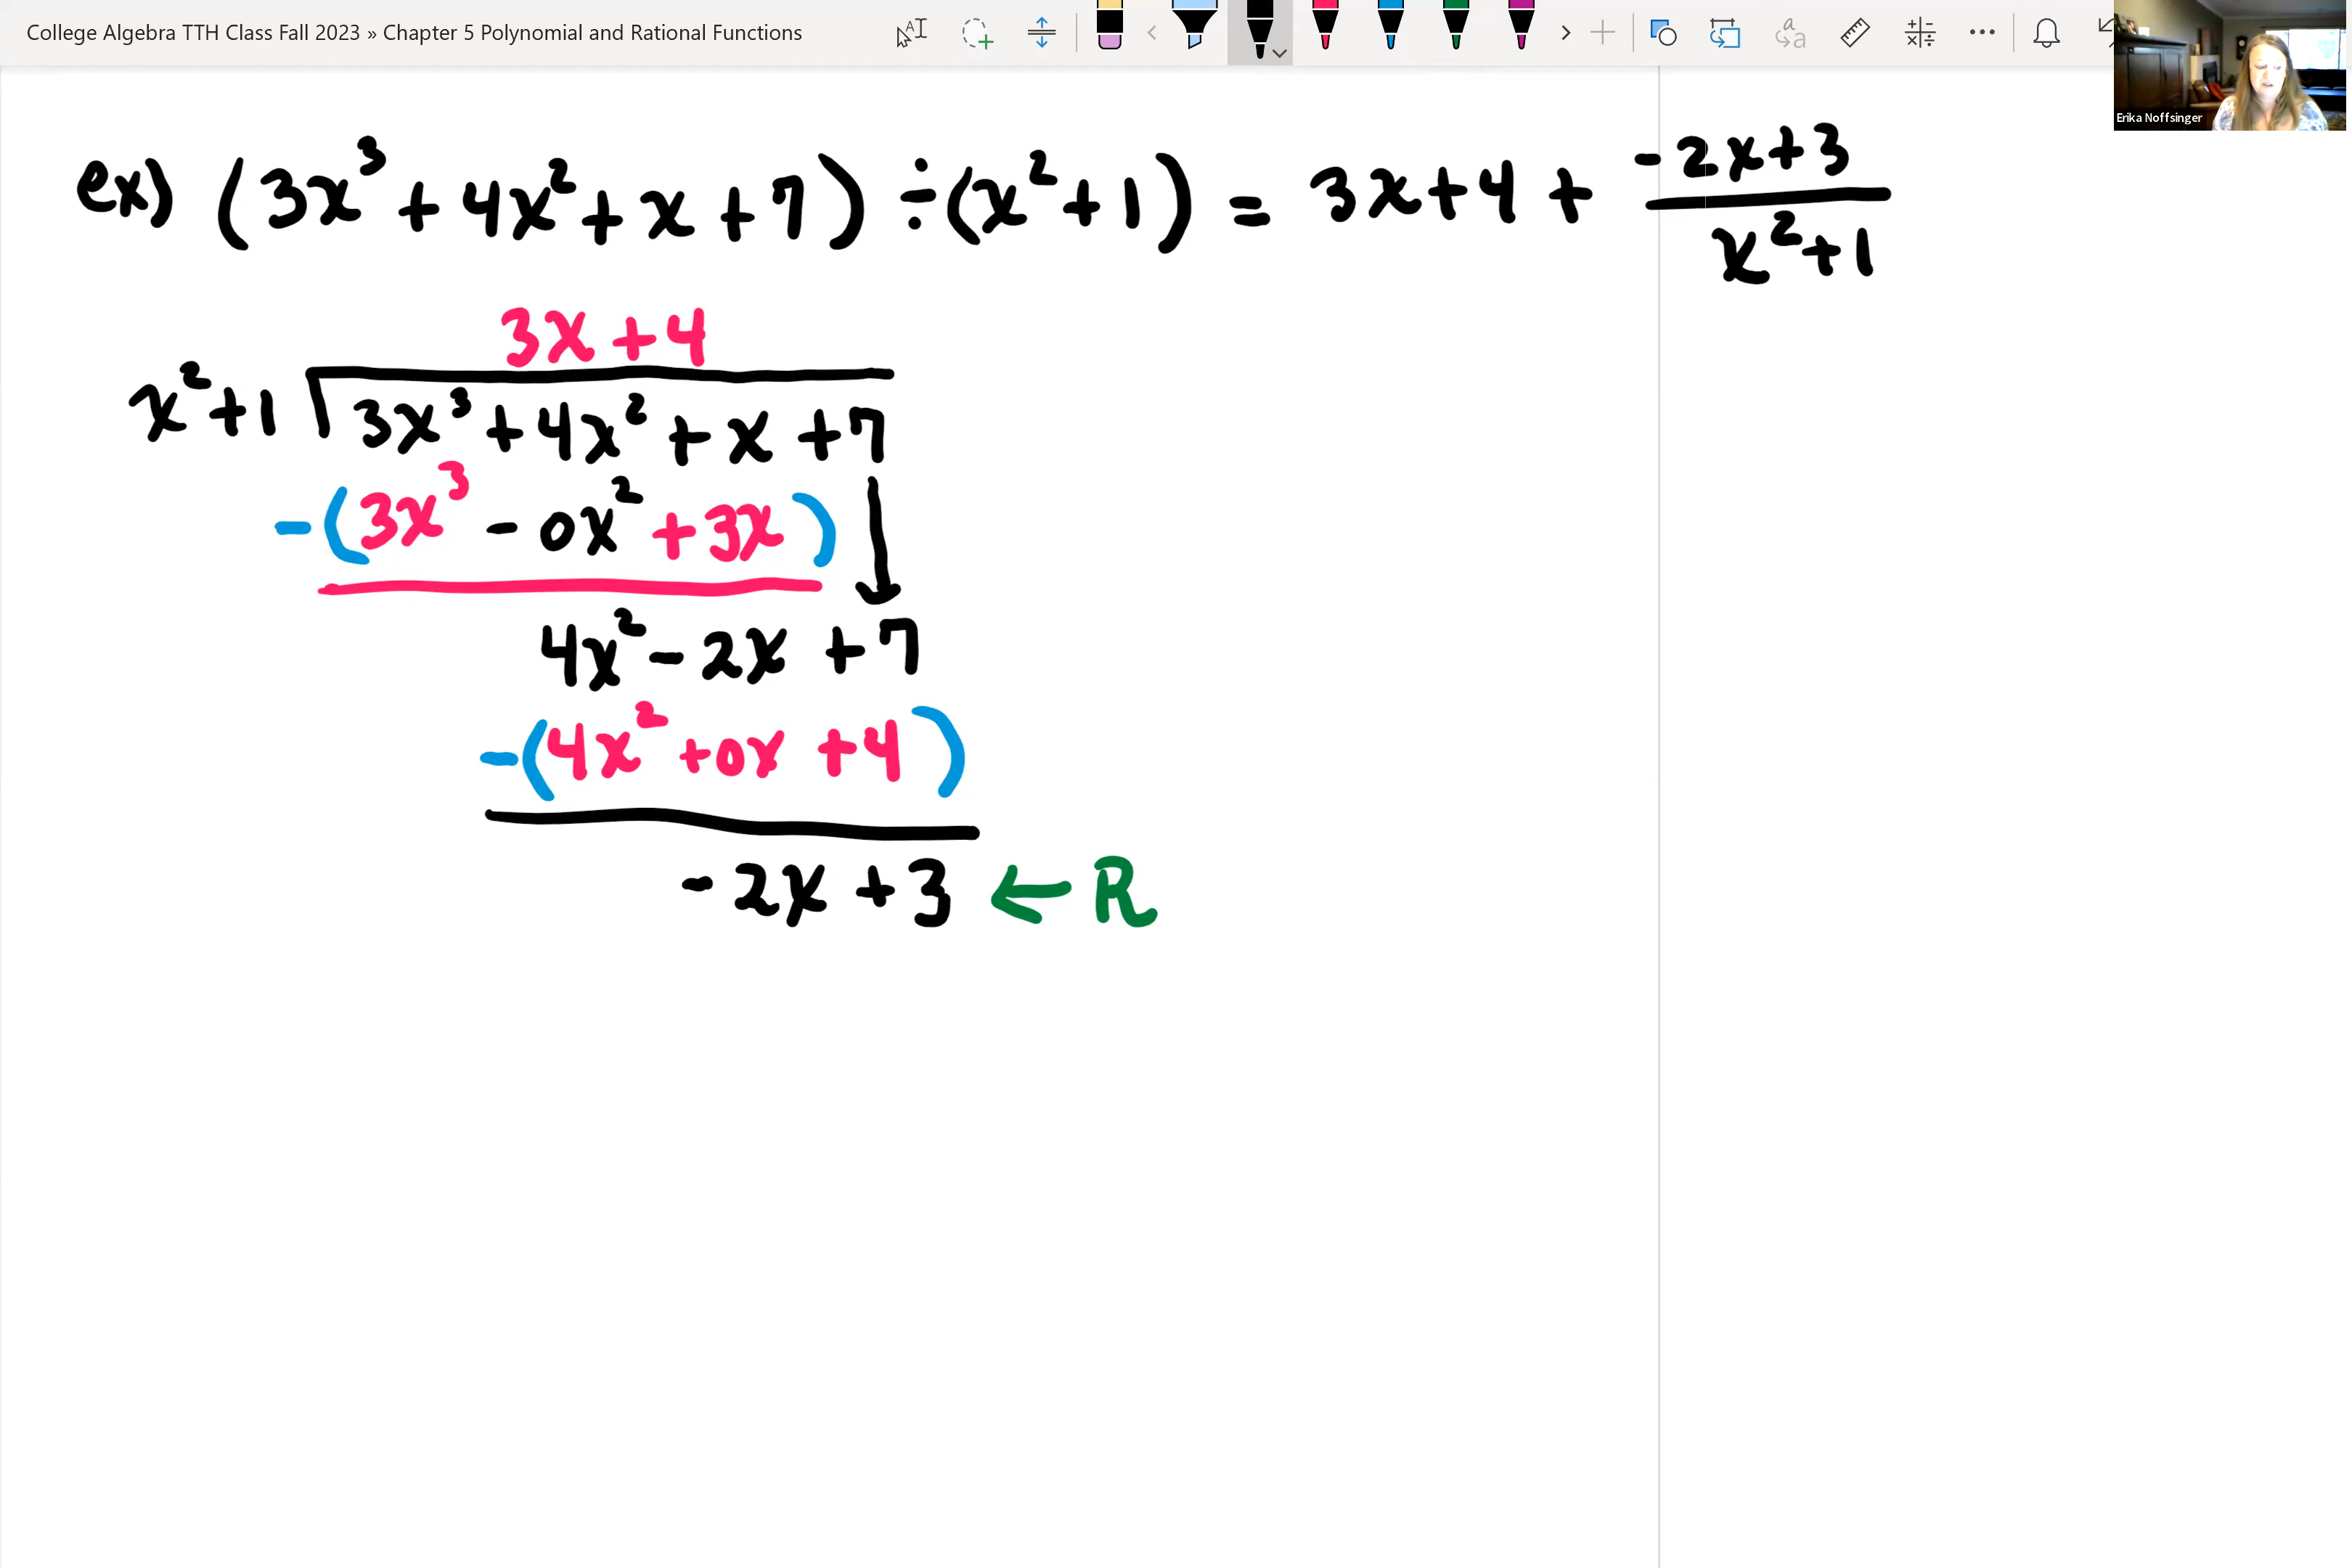 College Algebra TTH Class Fall 2023 » Chapter 5 Polynomial and Rational Functions
Erika Noffsinger
ex) (3x³ + 4x² + x + 7) ÷ (x² + 1) = 3x + 4 + (-2x + 3)/(x² + 1)
3x + 4
x² + 1 | 3x³ + 4x² + x + 7
-(3x³ - 0x² + 3x)
4x² - 2x + 7
-(4x² + 0x + 4)
-2x + 3 ← R